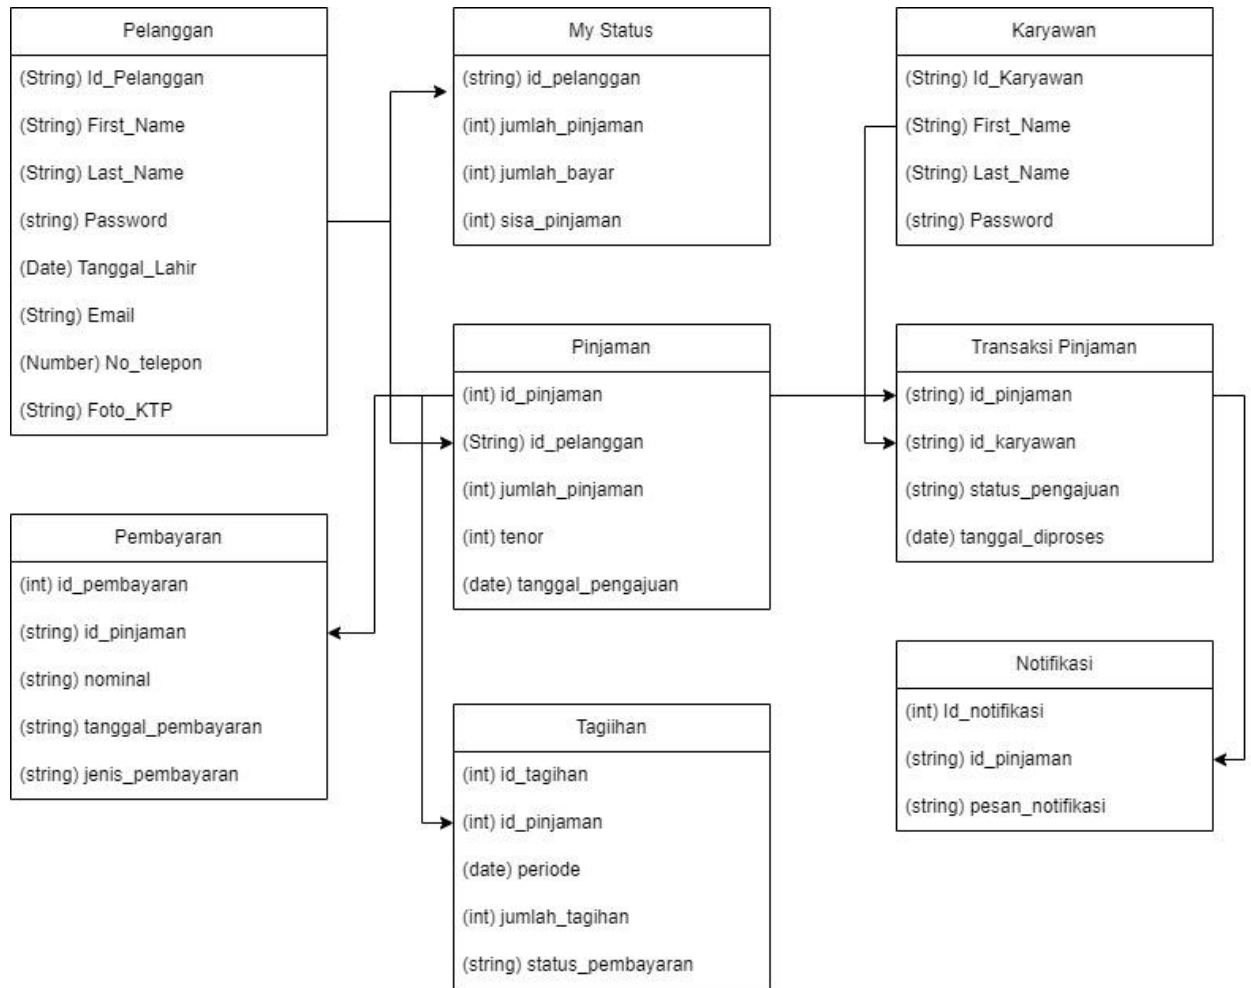 Pelanggan
(String) Id_Pelanggan
(String) First_Name
(String) Last_Name
(string) Password
(Date) Tanggal_Lahir
(String) Email
(Number) No_telepon
(String) Foto_KTP
My Status
(string) id_pelanggan
(int) jumlah_pinjaman
(int) jumlah_bayar
(int) sisa_pinjaman
Karyawan
(String) Id_Karyawan
(String) First_Name
(String) Last_Name
(string) Password
Pinjaman
(int) id_pinjaman
(String) id_pelanggan
(int) jumlah_pinjaman
(int) tenor
(date) tanggal_pengajuan
Transaksi Pinjaman
(string) id_pinjaman
(string) id_karyawan
(string) status_pengajuan
(date) tanggal_diproses
Pembayaran
(int) id_pembayaran
(string) id_pinjaman
(string) nominal
(string) tanggal_pembayaran
(string) jenis_pembayaran
Tagiihan
(int) id_tagihan
(int) id_pinjaman
(date) periode
(int) jumlah_tagihan
(string) status_pembayaran
Notifikasi
(int) Id_notifikasi
(string) id_pinjaman
(string) pesan_notifikasi